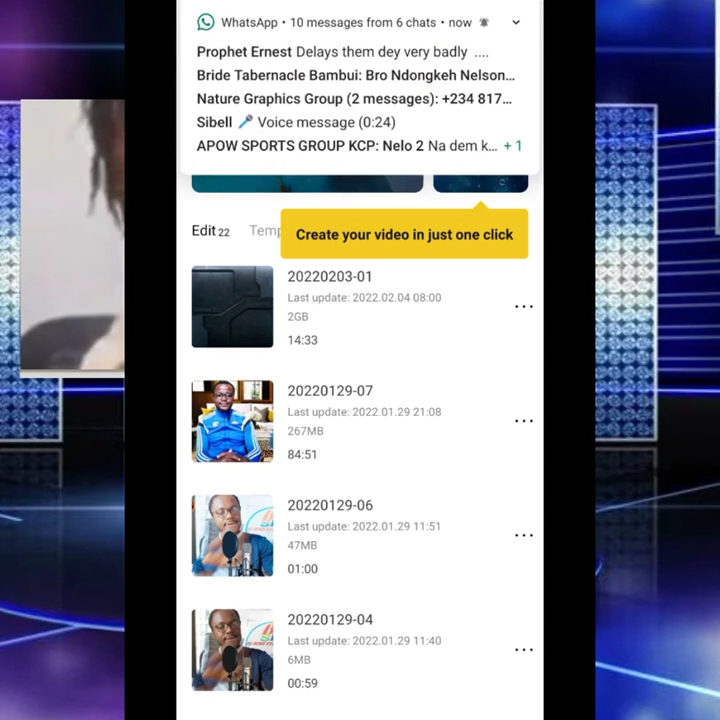 WhatsApp • 10 messages from 6 chats • now
Prophet Ernest Delays them dey very badly ....
Bride Tabernacle Bambui: Bro Ndongkeh Nelson...
Nature Graphics Group (2 messages): +234 817...
Sibell 🎤 Voice message (0:24)
APOW SPORTS GROUP KCP: Nelo 2 Na dem k... + 1
Edit 22
Temp
Create your video in just one click
20220203-01
Last update: 2022.02.04 08:00
2GB
14:33
20220129-07
Last update: 2022.01.29 21:08
267MB
84:51
20220129-06
Last update: 2022.01.29 11:51
47MB
01:00
20220129-04
Last update: 2022.01.29 11:40
6MB
00:59